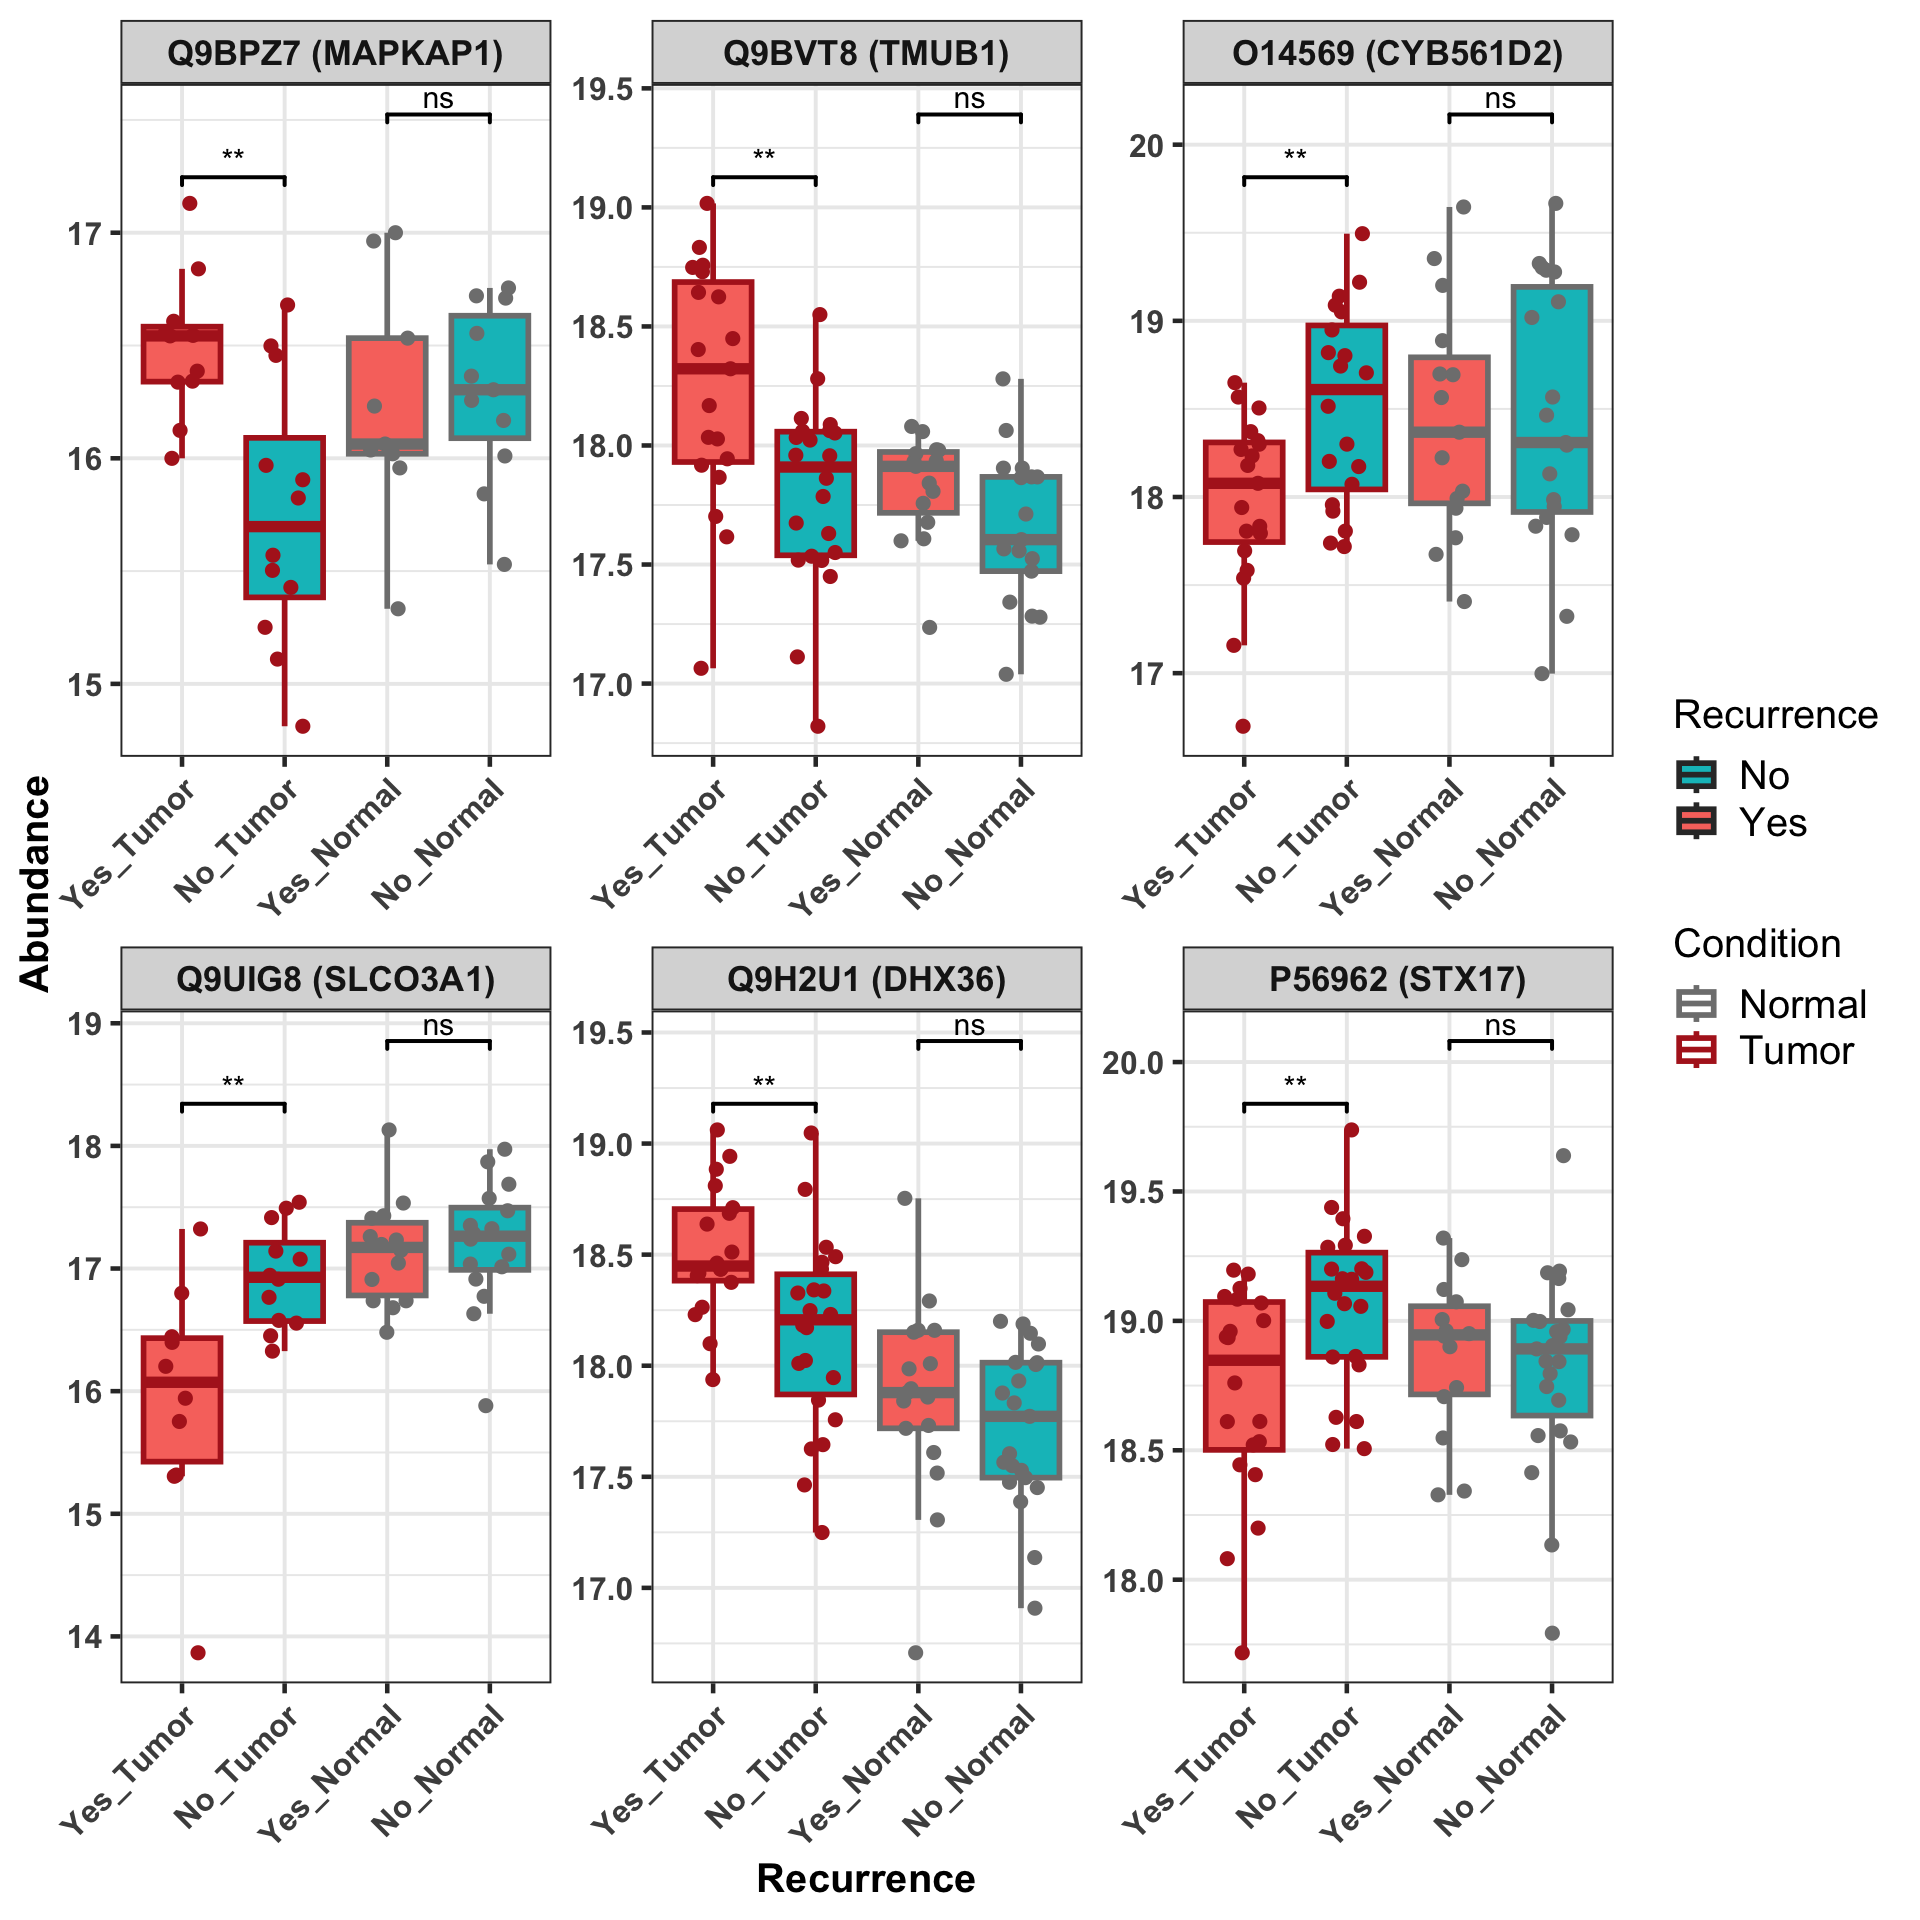 Q9BPZ7 (MAPKAP1)
Q9BVT8 (TMUB1)
O14569 (CYB561D2)
ns
**
17
16
15
ns
**
19.5
19.0
18.5
18.0
17.5
17.0
ns
**
20
19
18
17
Yes_Tumor
No_Tumor
Yes_Normal
No_Normal
Yes_Tumor
No_Tumor
Yes_Normal
No_Normal
Yes_Tumor
No_Tumor
Yes_Normal
No_Normal
Abundance
Q9UIG8 (SLCO3A1)
Q9H2U1 (DHX36)
P56962 (STX17)
ns
**
19
18
17
16
15
14
ns
**
19.5
19.0
18.5
18.0
17.5
17.0
ns
**
20.0
19.5
19.0
18.5
18.0
Yes_Tumor
No_Tumor
Yes_Normal
No_Normal
Yes_Tumor
No_Tumor
Yes_Normal
No_Normal
Yes_Tumor
No_Tumor
Yes_Normal
No_Normal
Recurrence
Recurrence
No
Yes
Condition
Normal
Tumor